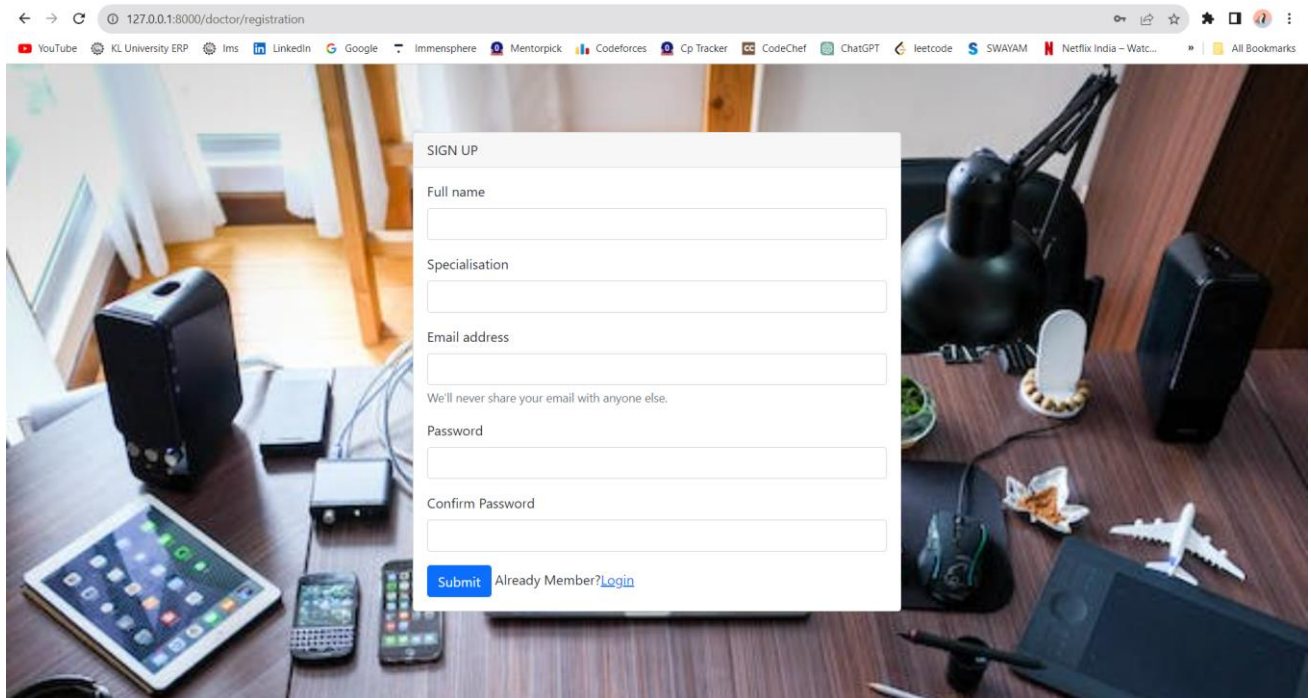 127.0.0.1:8000/doctor/registration
YouTube KL University ERP Ims LinkedIn Google Immensphere Mentorpick Codeforces Cp Tracker CC CodeChef ChatGPT leetcode SWAYAM Netflix India – Watc... » All Bookmarks
SIGN UP
Full name
Specialisation
Email address
We'll never share your email with anyone else.
Password
Confirm Password
Submit Already Member?Login